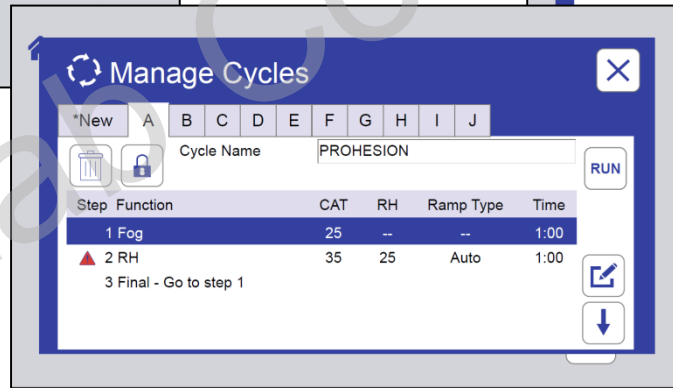 Manage Cycles
*New A B C D E F G H I J
Cycle Name PROHESION
RUN
Step Function CAT RH Ramp Type Time
1 Fog 25 -- -- 1:00
2 RH 35 25 Auto 1:00
3 Final - Go to step 1